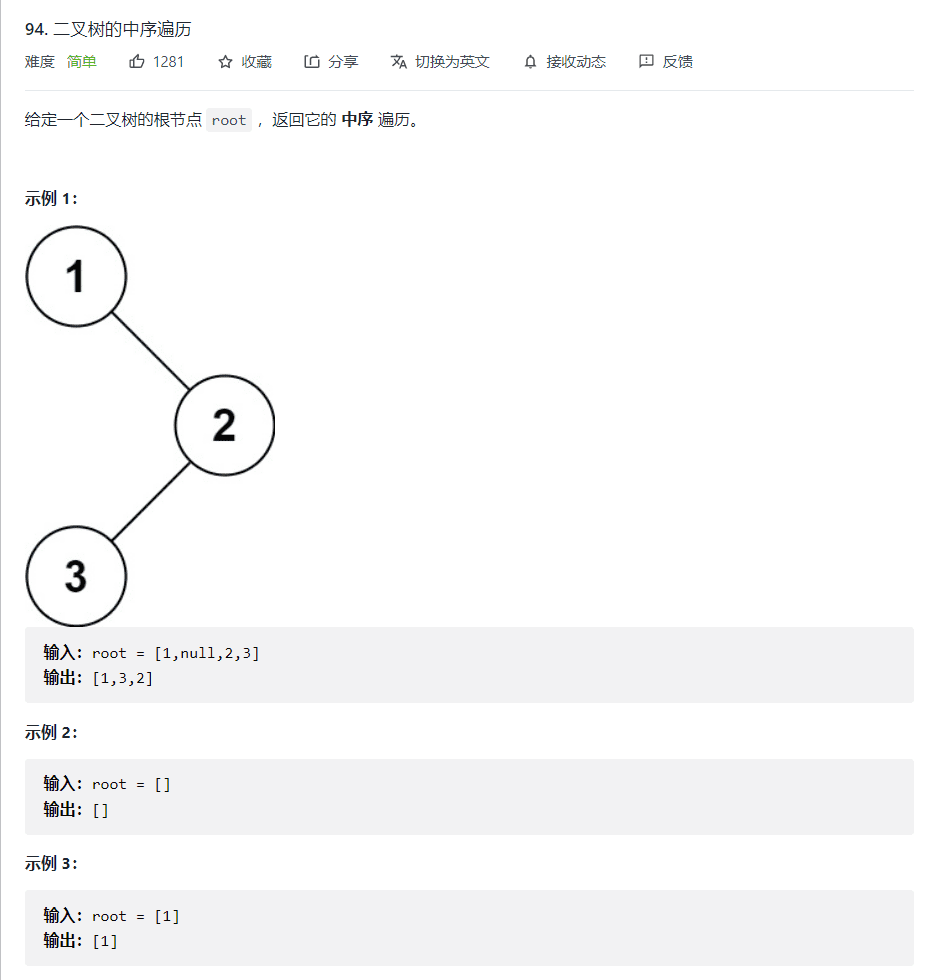 94. 二叉树的中序遍历
难度 简单 1281 收藏 分享 切换为英文 接收动态 反馈
给定一个二叉树的根节点 root ，返回它的 中序 遍历。
示例 1：
1
2
3
输入：root = [1,null,2,3]
输出：[1,3,2]
示例 2：
输入：root = []
输出：[]
示例 3：
输入：root = [1]
输出：[1]